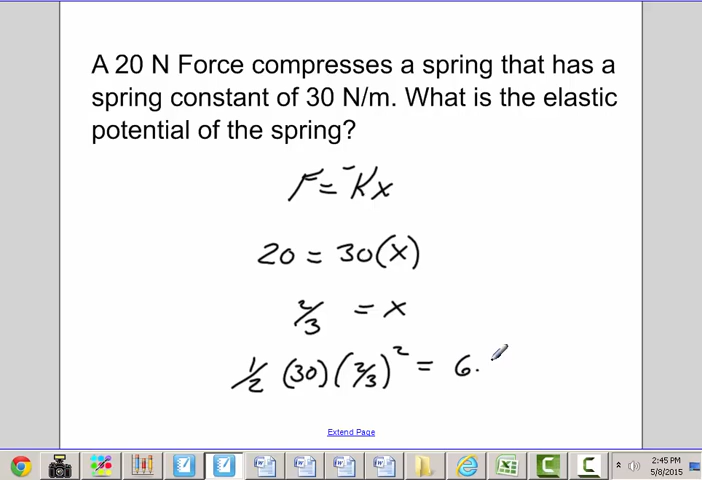 A 20 N Force compresses a spring that has a
spring constant of 30 N/m. What is the elastic
potential of the spring?
F = -Kx
20 = 30(x)
2/3 = x
1/2 (30)(2/3)² = 6.
Extend Page
2:45 PM
5/8/2015